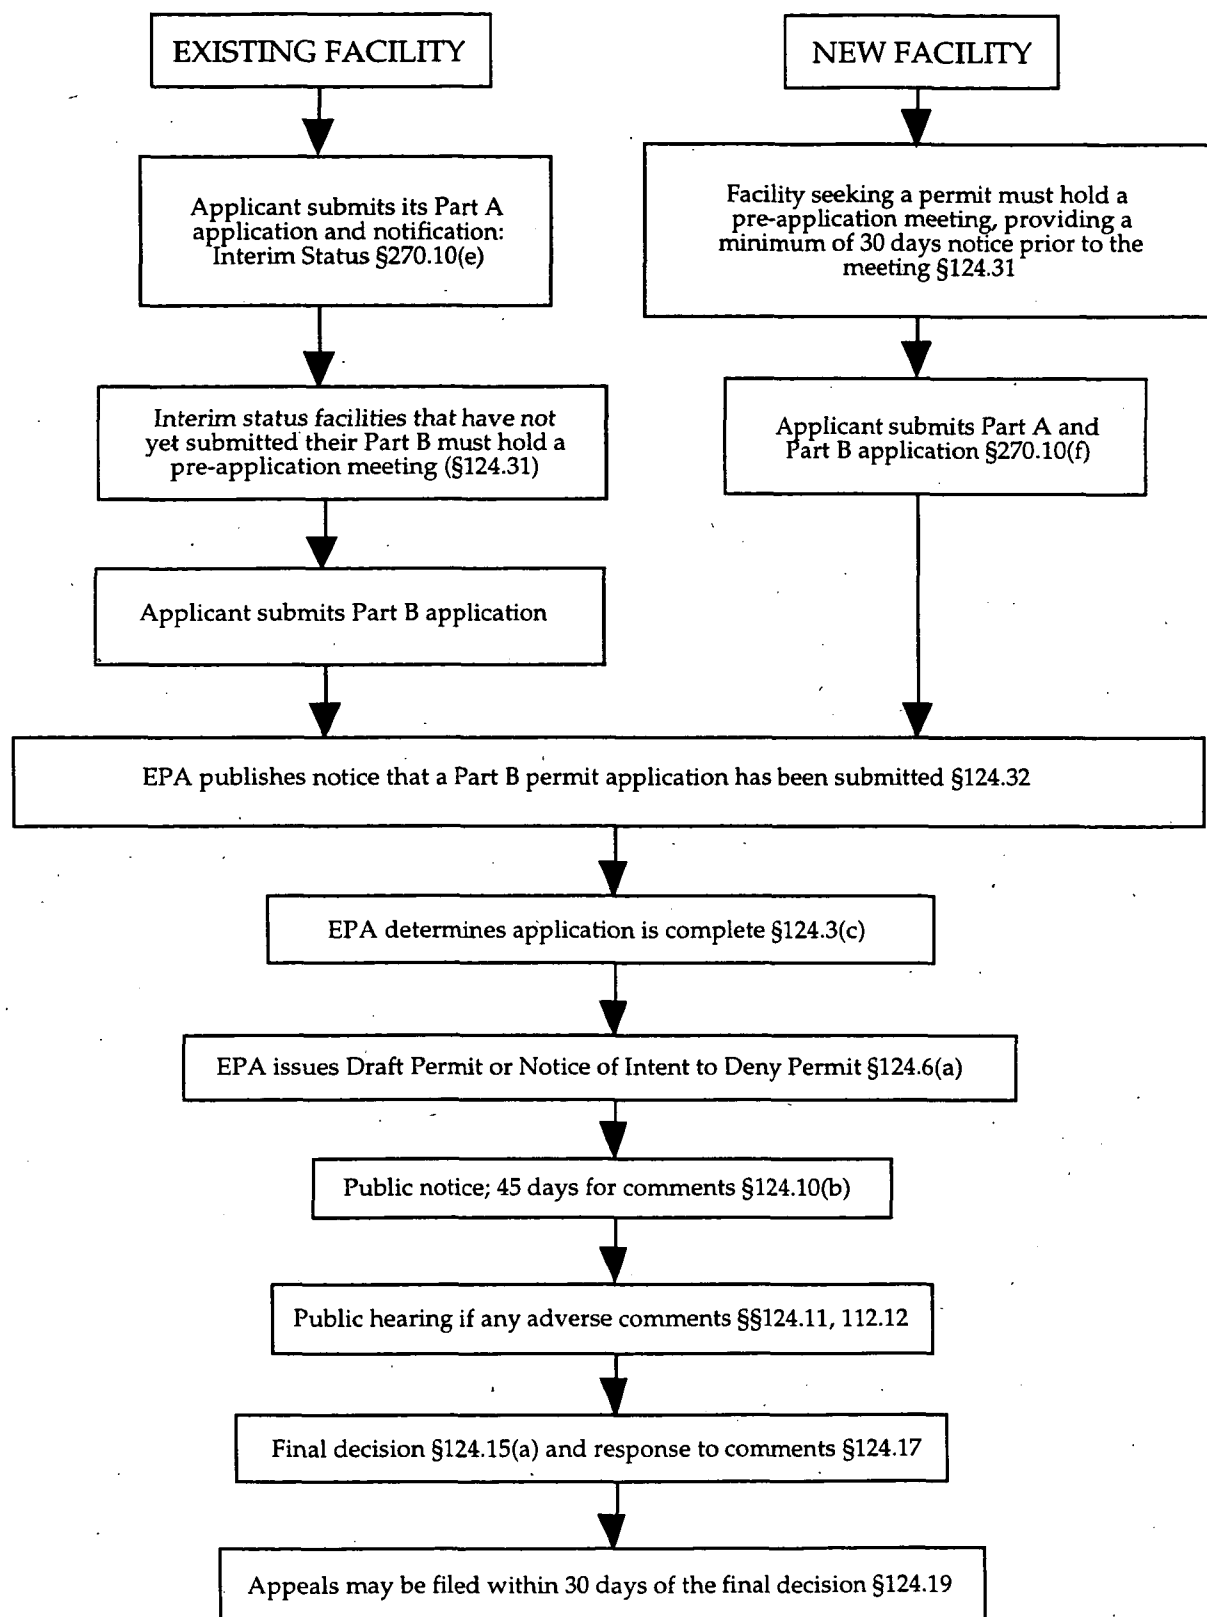 EXISTING FACILITY
NEW FACILITY
Applicant submits its Part A
application and notification:
Interim Status §270.10(e)
Facility seeking a permit must hold a
pre-application meeting, providing a
minimum of 30 days notice prior to the
meeting §124.31
Interim status facilities that have not
yet submitted their Part B must hold a
pre-application meeting (§124.31)
Applicant submits Part A and
Part B application §270.10(f)
Applicant submits Part B application
EPA publishes notice that a Part B permit application has been submitted §124.32
EPA determines application is complete §124.3(c)
EPA issues Draft Permit or Notice of Intent to Deny Permit §124.6(a)
Public notice; 45 days for comments §124.10(b)
Public hearing if any adverse comments §§124.11, 112.12
Final decision §124.15(a) and response to comments §124.17
Appeals may be filed within 30 days of the final decision §124.19